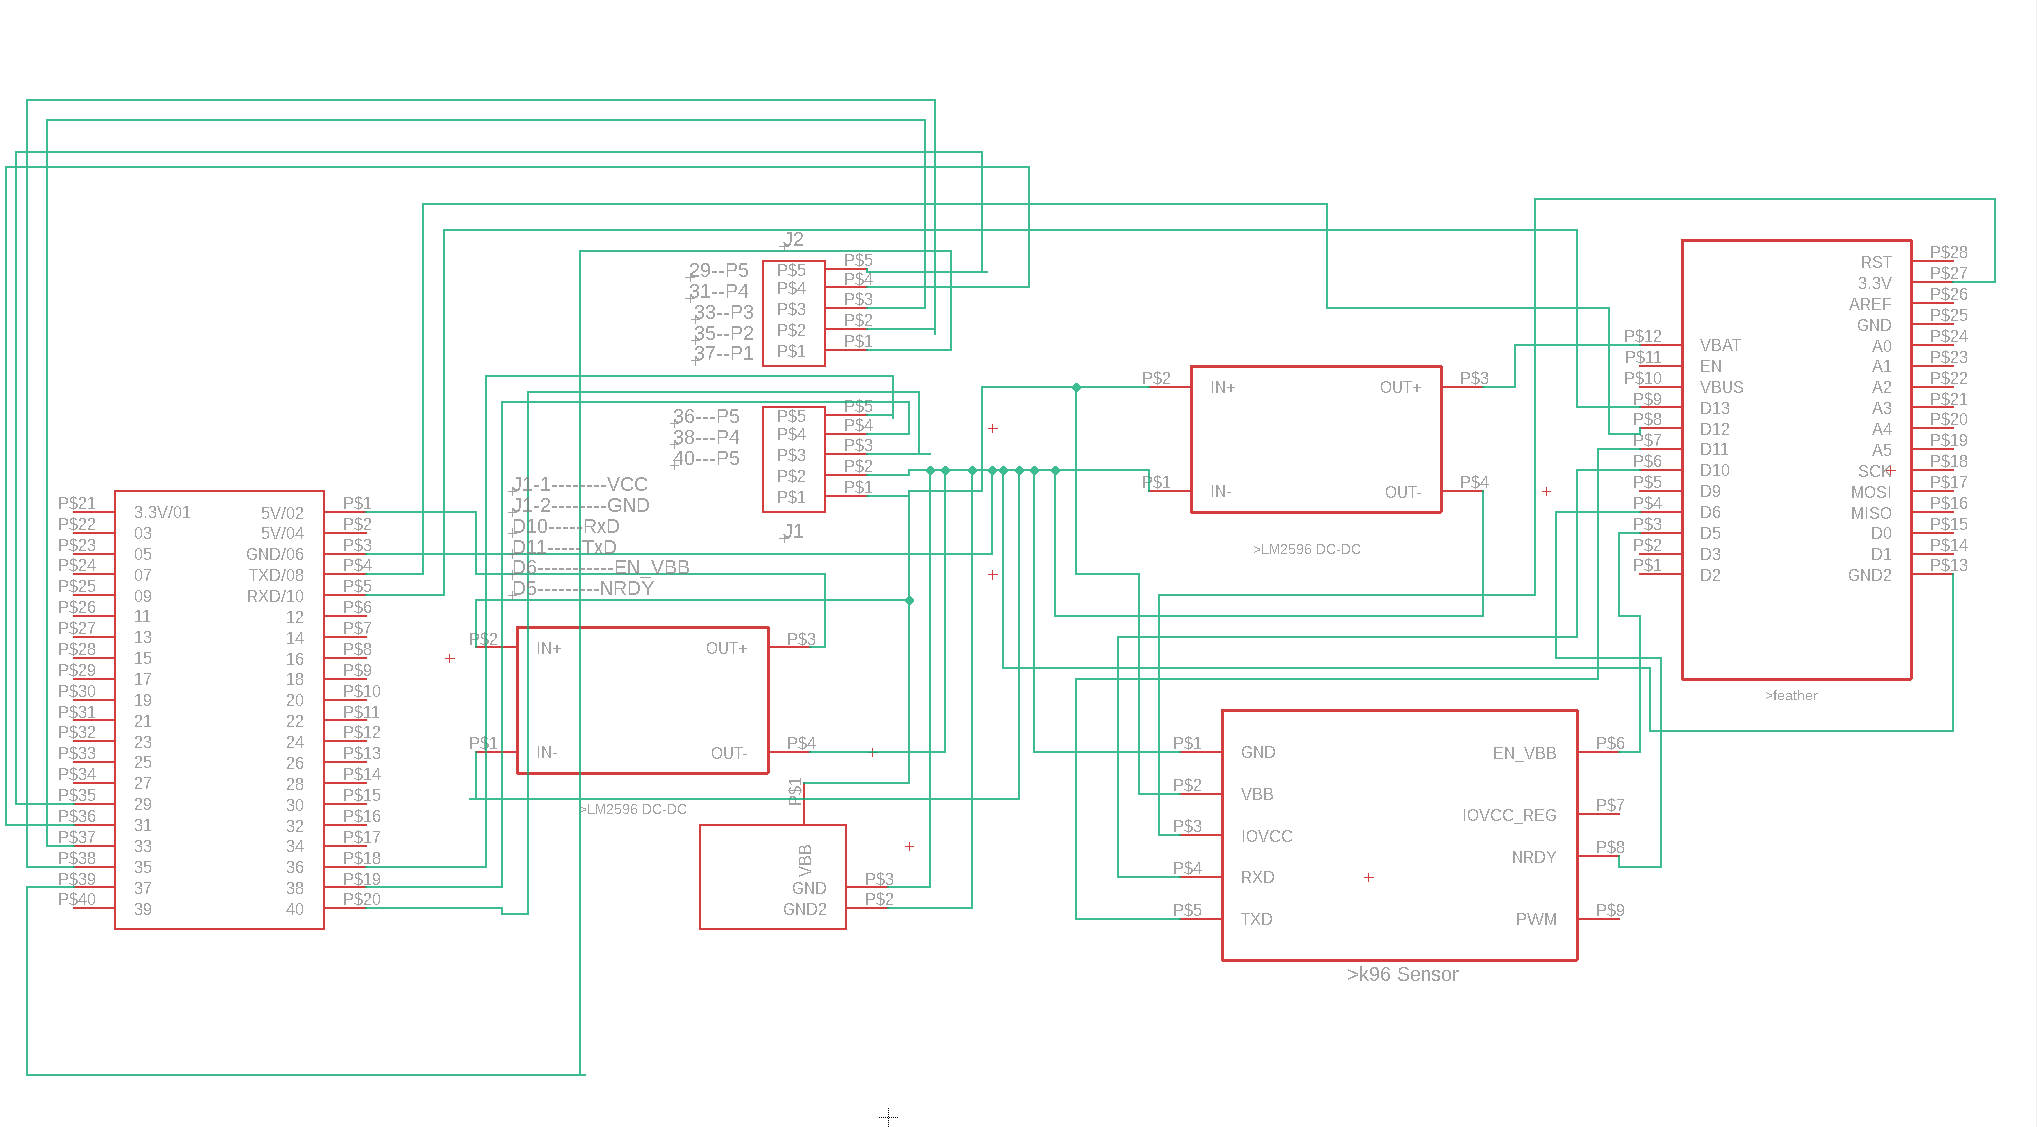 J2
29--P5
31--P4
33--P3
35--P2
37--P1
P$5
P$4
P$3
P$2
P$1
P$5
P$4
P$3
P$2
P$1
36---P5
38---P4
40---P5
P$5
P$4
P$3
P$2
P$1
P$5
P$4
P$3
P$2
P$1
J1
J1-1--------VCC
J1-2-------GND
D10-----RxD
D11-----TxD
D6-----------EN_VBB
D5---------NRDY
P$21 3.3V/01 5V/02 P$1
P$22 03 5V/04 P$2
P$23 05 GND/06 P$3
P$24 07 TXD/08 P$4
P$25 09 RXD/10 P$5
P$26 11 12 P$6
P$27 13 14 P$7
P$28 15 16 P$8
P$29 17 18 P$9
P$30 19 20 P$10
P$31 21 22 P$11
P$32 23 24 P$12
P$33 25 26 P$13
P$34 27 28 P$14
P$35 29 30 P$15
P$36 31 32 P$16
P$37 33 34 P$17
P$38 35 36 P$18
P$39 37 38 P$19
P$40 39 40 P$20
P$2 IN+ OUT+ P$3
P$1 IN- OUT- P$4
>LM2596 DC-DC
P$1
VBB
GND P$3
GND2 P$2
P$2 IN+ OUT+ P$3
P$1 IN- OUT- P$4
>LM2596 DC-DC
RST P$28
3.3V P$27
AREF P$26
GND P$25
P$12 VBAT A0 P$24
P$11 EN A1 P$23
P$10 VBUS A2 P$22
P$9 D13 A3 P$21
P$8 D12 A4 P$20
P$7 D11 A5 P$19
P$6 D10 SCK P$18
P$5 D9 MOSI P$17
P$4 D6 MISO P$16
P$3 D5 D0 P$15
P$2 D3 D1 P$14
P$1 D2 GND2 P$13
>feather
P$1 GND EN_VBB P$6
P$2 VBB
IOVCC_REG P$7
P$3 IOVCC
NRDY P$8
P$4 RXD
P$5 TXD PWM P$9
>k96 Sensor